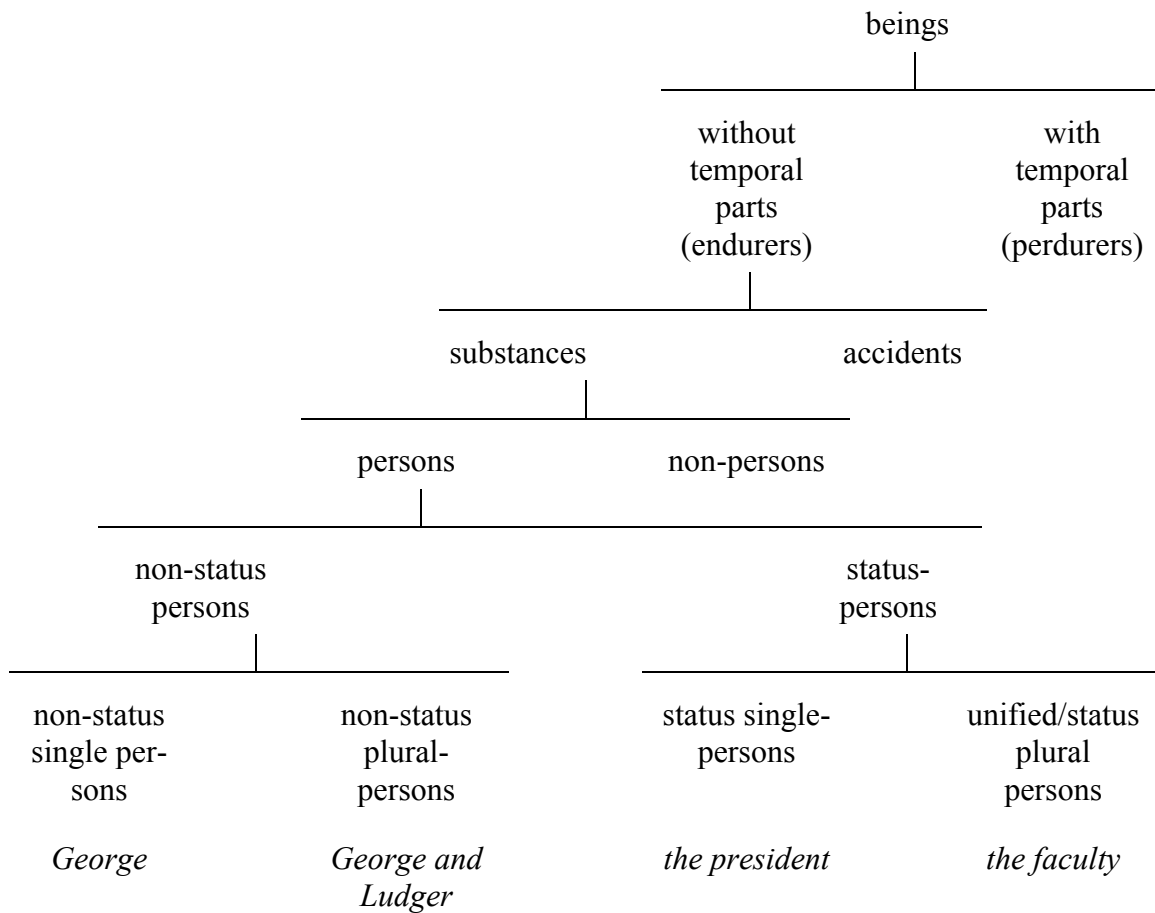 beings
without
temporal
parts
(endurers)
with
temporal
parts
(perdurers)
substances
accidents
persons
non-persons
non-status
persons
status-
persons
non-status
single per-
sons
non-status
plural-
persons
status single-
persons
unified/status
plural
persons
George
George and
Ludger
the president
the faculty